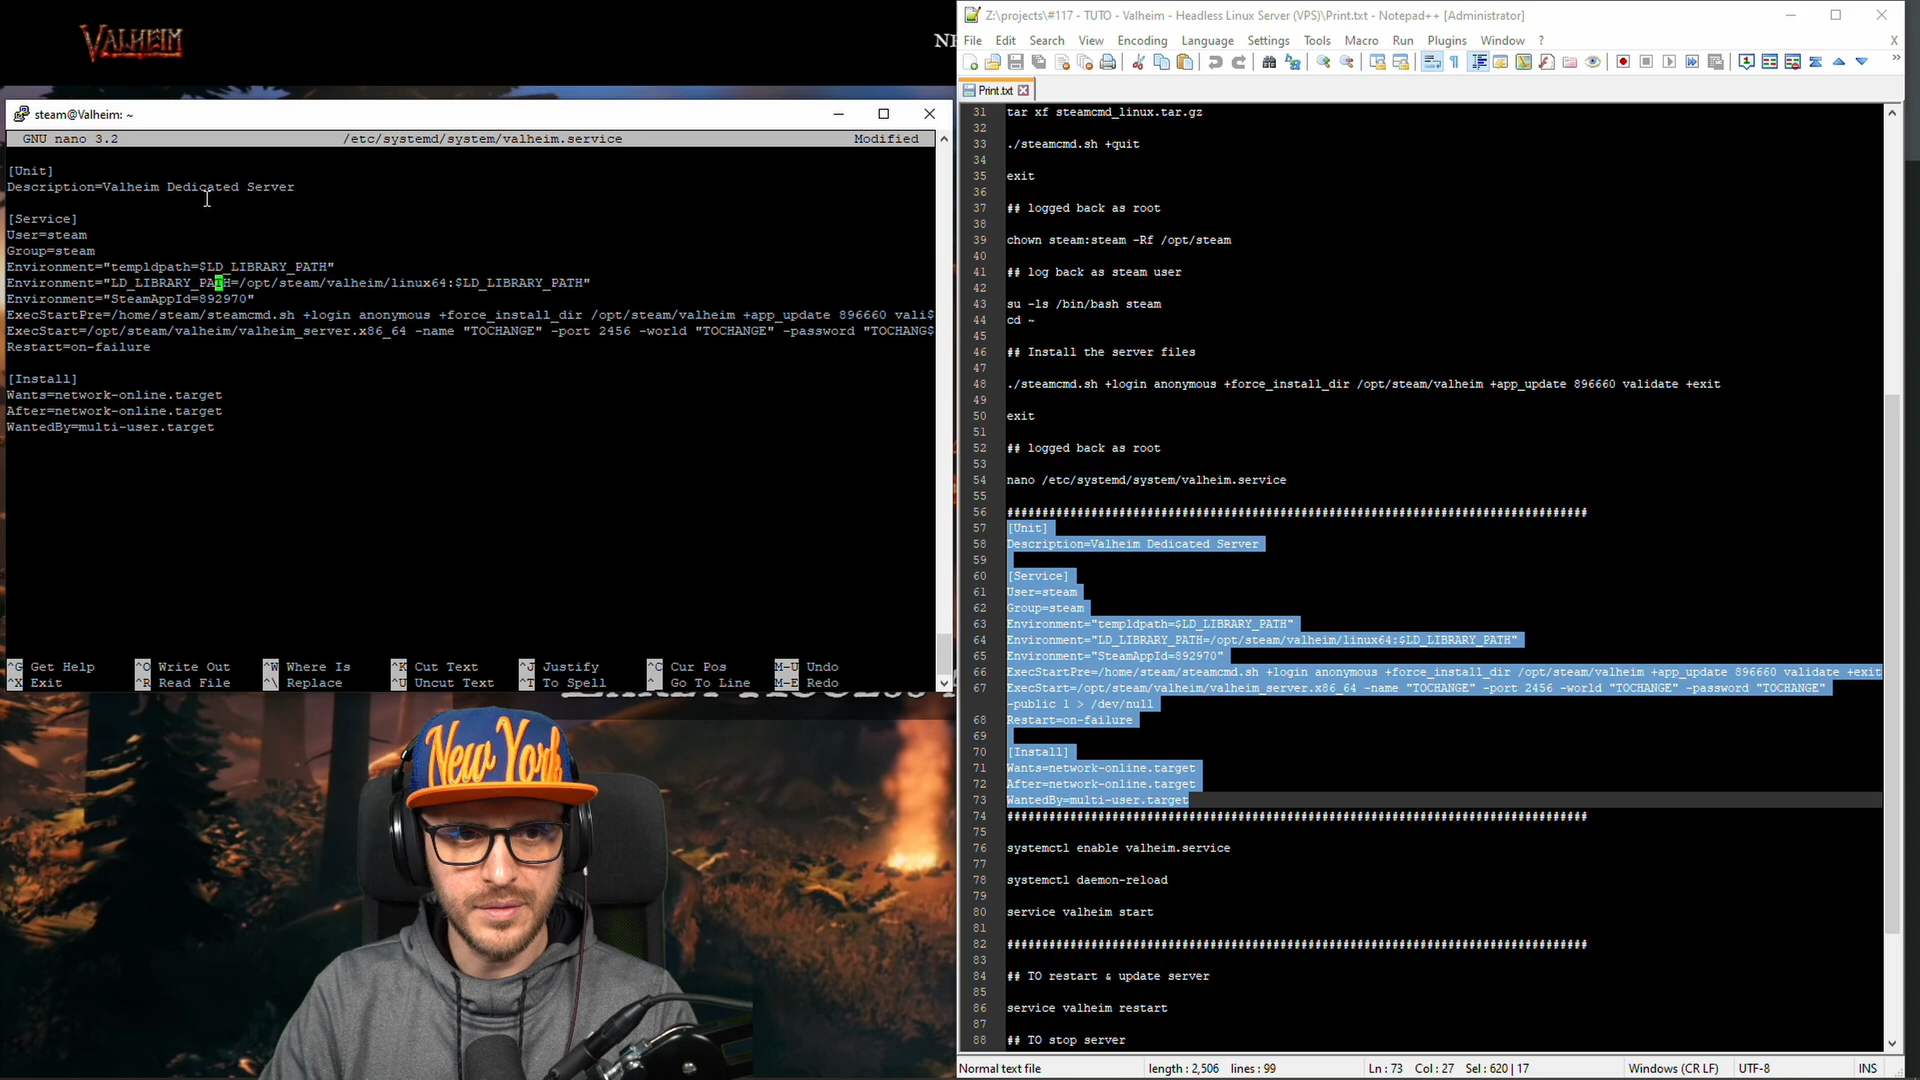 VALHEIM
steam@Valheim: ~
GNU nano 3.2 /etc/systemd/system/valheim.service Modified
[Unit]
Description=Valheim Dedicated Server
[Service]
User=steam
Group=steam
Environment="templdpath=$LD_LIBRARY_PATH"
Environment="LD_LIBRARY_PATH=/opt/steam/valheim/linux64:$LD_LIBRARY_PATH"
Environment="SteamAppId=892970"
ExecStartPre=/home/steam/steamcmd.sh +login anonymous +force_install_dir /opt/steam/valheim +app_update 896660 vali$
ExecStart=/opt/steam/valheim/valheim_server.x86_64 -name "TOCHANGE" -port 2456 -world "TOCHANGE" -password "TOCHANG$
Restart=on-failure
[Install]
Wants=network-online.target
After=network-online.target
WantedBy=multi-user.target
^G Get Help ^O Write Out ^W Where Is ^K Cut Text ^J Justify ^C Cur Pos M-U Undo
^X Exit ^R Read File ^\ Replace ^U Uncut Text ^T To Spell ^_ Go To Line M-E Redo
New York
Z:\projects\#117 - TUTO - Valheim - Headless Linux Server (VPS)\Print.txt - Notepad++ [Administrator]
File Edit Search View Encoding Language Settings Tools Macro Run Plugins Window ? X
Print.txt
31 tar xf steamcmd_linux.tar.gz
32
33 ./steamcmd.sh +quit
34
35 exit
36
37 ## logged back as root
38
39 chown steam:steam -Rf /opt/steam
40
41 ## log back as steam user
42
43 su -ls /bin/bash steam
44 cd ~
45
46 ## Install the server files
47
48 ./steamcmd.sh +login anonymous +force_install_dir /opt/steam/valheim +app_update 896660 validate +exit
49
50 exit
51
52 ## logged back as root
53
54 nano /etc/systemd/system/valheim.service
55
56 ###################################################################################
57 [Unit]
58 Description=Valheim Dedicated Server
59
60 [Service]
61 User=steam
62 Group=steam
63 Environment="templdpath=$LD_LIBRARY_PATH"
64 Environment="LD_LIBRARY_PATH=/opt/steam/valheim/linux64:$LD_LIBRARY_PATH"
65 Environment="SteamAppId=892970"
66 ExecStartPre=/home/steam/steamcmd.sh +login anonymous +force_install_dir /opt/steam/valheim +app_update 896660 validate +exit
67 ExecStart=/opt/steam/valheim/valheim_server.x86_64 -name "TOCHANGE" -port 2456 -world "TOCHANGE" -password "TOCHANGE"
-public 1 > /dev/null
68 Restart=on-failure
69
70 [Install]
71 Wants=network-online.target
72 After=network-online.target
73 WantedBy=multi-user.target
74 ###################################################################################
75
76 systemctl enable valheim.service
77
78 systemctl daemon-reload
79
80 service valheim start
81
82 ###################################################################################
83
84 ## TO restart & update server
85
86 service valheim restart
87
88 ## TO stop server
Normal text file length : 2,506 lines : 99 Ln : 73 Col : 27 Sel : 620 | 17 Windows (CR LF) UTF-8 INS